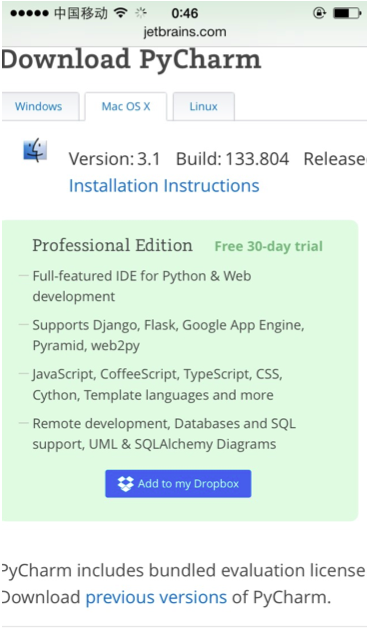 中国移动 0:46
jetbrains.com
Download PyCharm
Windows Mac OS X Linux
Version: 3.1 Build: 133.804 Release
Installation Instructions
Professional Edition Free 30-day trial
Full-featured IDE for Python & Web
development
Supports Django, Flask, Google App Engine,
Pyramid, web2py
JavaScript, CoffeeScript, TypeScript, CSS,
Cython, Template languages and more
Remote development, Databases and SQL
support, UML & SQLAlchemy Diagrams
Add to my Dropbox
PyCharm includes bundled evaluation license
Download previous versions of PyCharm.